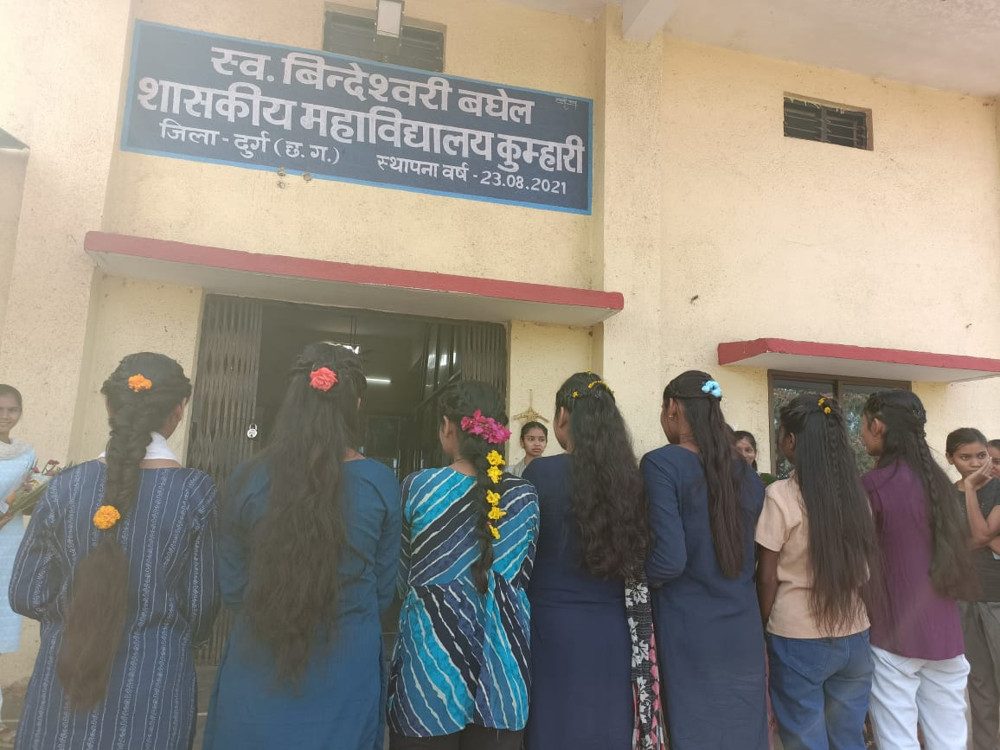 स्व. बिन्देश्वरी बघेल
शासकीय महाविद्यालय कुम्हारी
जिला - दुर्ग (छ. ग.) स्थापना वर्ष - 23.08.2021